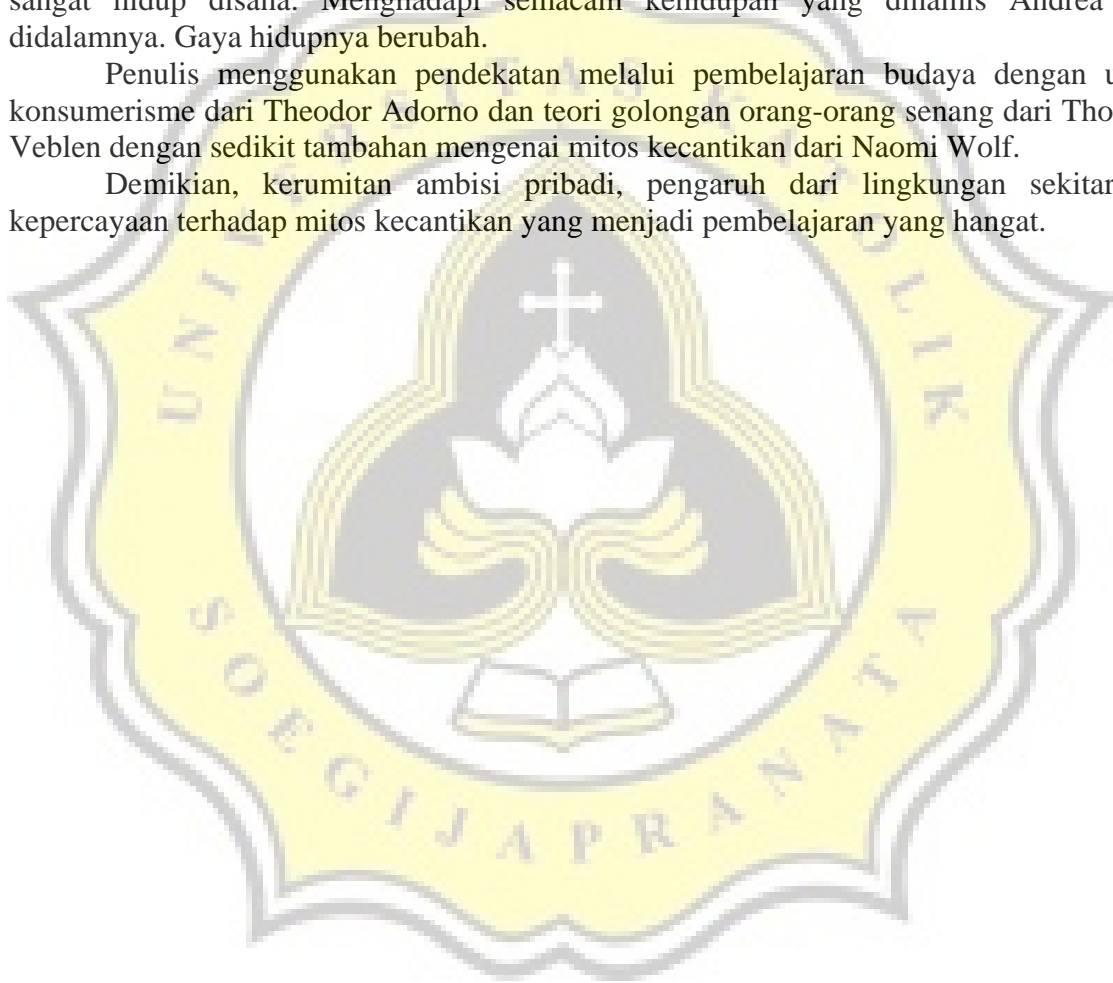 sangat hidup disana. Menghadapi semacam kehidupan yang dinamis Andrea
didalamnya. Gaya hidupnya berubah.
Penulis menggunakan pendekatan melalui pembelajaran budaya dengan u
konsumerisme dari Theodor Adorno dan teori golongan orang-orang senang dari Tho
Veblen dengan sedikit tambahan mengenai mitos kecantikan dari Naomi Wolf.
Demikian, kerumitan ambisi pribadi, pengaruh dari lingkungan sekitar
kepercayaan terhadap mitos kecantikan yang menjadi pembelajaran yang hangat.
UNIVERSITAS KATOLIK
SOEGIJAPRANATA